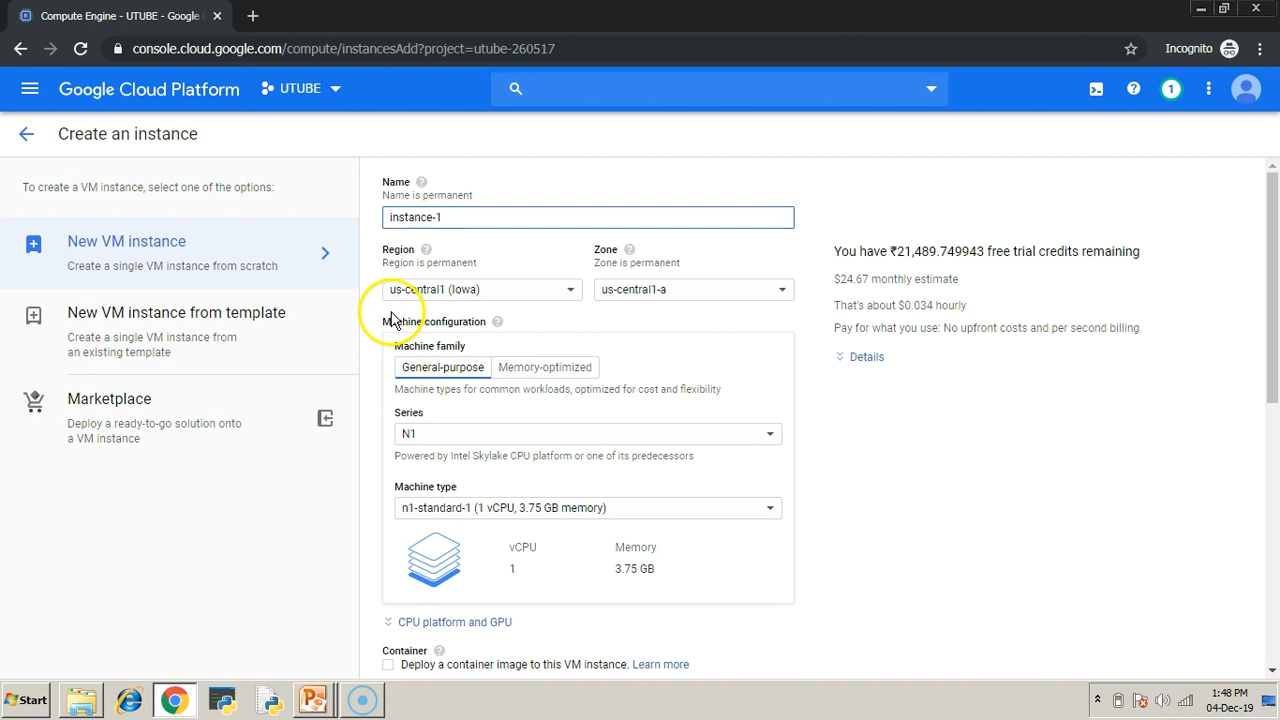 Compute Engine - UTUBE - Google
console.cloud.google.com/compute/instancesAdd?project=utube-260517
Incognito
Google Cloud Platform
UTUBE
1
Create an instance
To create a VM instance, select one of the options:
New VM instance
Create a single VM instance from scratch
New VM instance from template
Create a single VM instance from
an existing template
Marketplace
Deploy a ready-to-go solution onto
a VM instance
Name
Name is permanent
instance-1
Region
Region is permanent
us-central1 (Iowa)
Zone
Zone is permanent
us-central1-a
Machine configuration
Machine family
General-purpose
Memory-optimized
Machine types for common workloads, optimized for cost and flexibility
Series
N1
Powered by Intel Skylake CPU platform or one of its predecessors
Machine type
n1-standard-1 (1 vCPU, 3.75 GB memory)
vCPU
1
Memory
3.75 GB
CPU platform and GPU
Container
Deploy a container image to this VM instance. Learn more
You have ₹21,489.749943 free trial credits remaining
$24.67 monthly estimate
That's about $0.034 hourly
Pay for what you use: No upfront costs and per second billing
Details
Start
1:48 PM
04-Dec-19